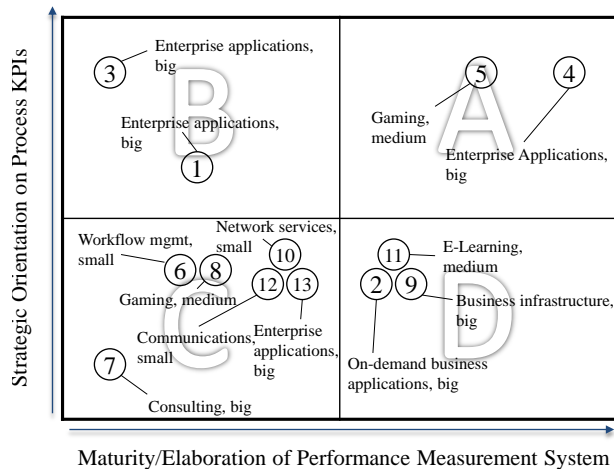 Strategic Orientation on Process KPIs
3
Enterprise applications,
big
B
Enterprise applications,
big
1
5
4
A
Gaming,
medium
Enterprise Applications,
big
Workflow mgmt,
small
6
8
Gaming, medium
C
Network services,
small
10
12
13
Communications,
small
Enterprise
applications,
big
7
Consulting, big
11
E-Learning,
medium
2
9
Business infrastructure,
big
D
On-demand business
applications, big
Maturity/Elaboration of Performance Measurement System